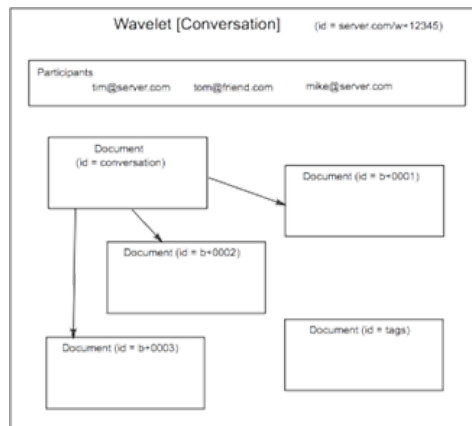 Wavelet [Conversation] (id = server.com/w+12345)
Participants
tim@server.com tom@friend.com mike@server.com
Document
(id = conversation)
Document (id = b+0001)
Document (id = b+0002)
Document (id = tags)
Document (id = b+0003)